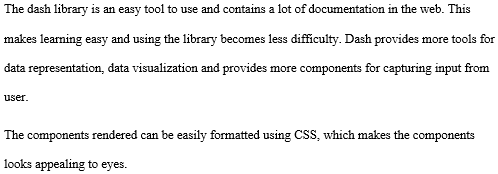 The dash library is an easy tool to use and contains a lot of documentation in the web. This
makes learning easy and using the library becomes less difficulty. Dash provides more tools for
data representation, data visualization and provides more components for capturing input from
user.
The components rendered can be easily formatted using CSS, which makes the components
looks appealing to eyes.